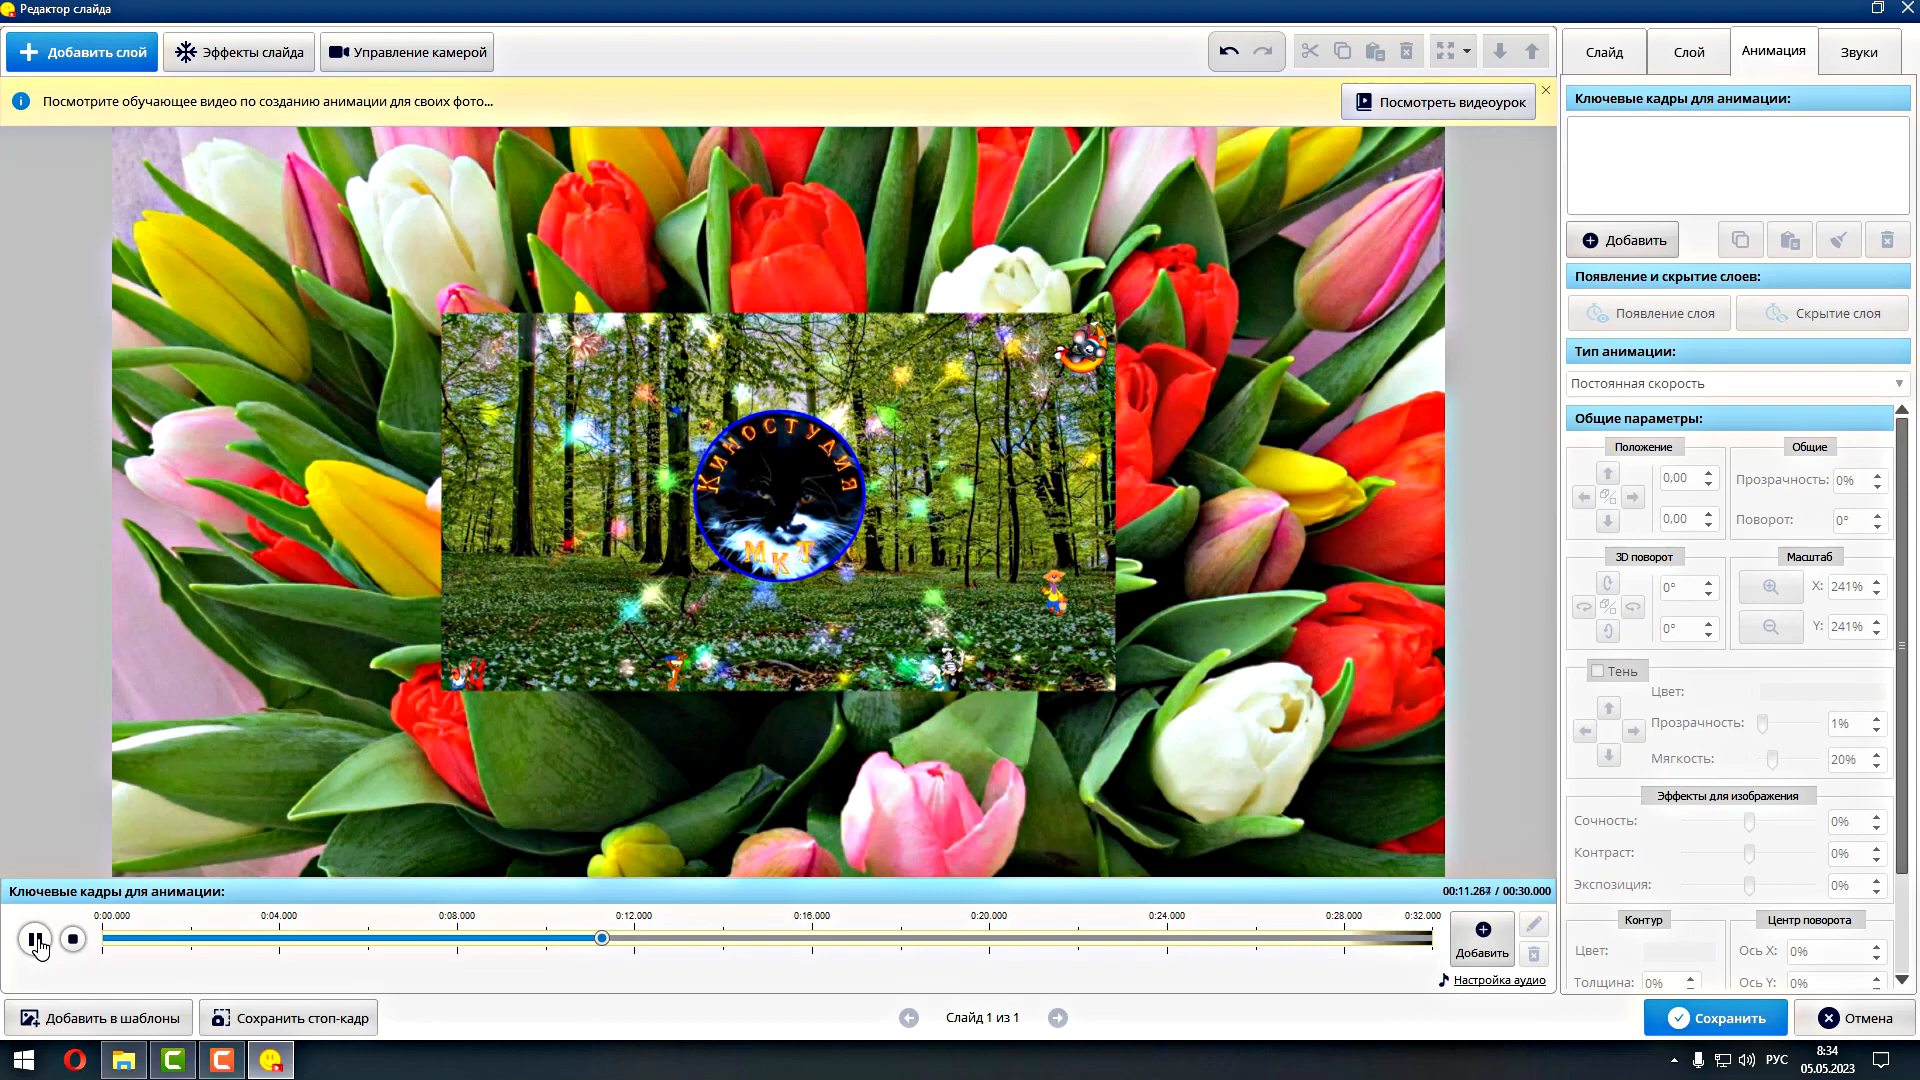 Редактор слайда
Добавить слой
Эффекты слайда
Управление камерой
Слайд
Слой
Анимация
Звуки
Посмотрите обучающее видео по созданию анимации для своих фото...
Посмотреть видеоурок
Ключевые кадры для анимации:
Добавить
Появление и скрытие слоев:
Появление слоя
Скрытие слоя
Тип анимации:
Постоянная скорость
Общие параметры:
Положение
Общие
0,00
Прозрачность: 0%
0,00
Поворот: 0°
3D поворот
Масштаб
0°
X: 241%
0°
Y: 241%
Тень
Цвет:
Прозрачность: 1%
Мягкость: 20%
Эффекты для изображения
Сочность: 0%
Контраст: 0%
Экспозиция: 0%
Контур
Центр поворота
Цвет:
Ось X: 0%
Толщина: 0%
Ось Y: 0%
КИНОСТУДИЯ
МКТ
Ключевые кадры для анимации:
00:11.267 / 00:30.000
0:00.000 0:04.000 0:08.000 0:12.000 0:16.000 0:20.000 0:24.000 0:28.000 0:32.000
Добавить
Настройка аудио
Добавить в шаблоны
Сохранить стоп-кадр
Слайд 1 из 1
Сохранить
Отмена
РУС
8:34
05.05.2023